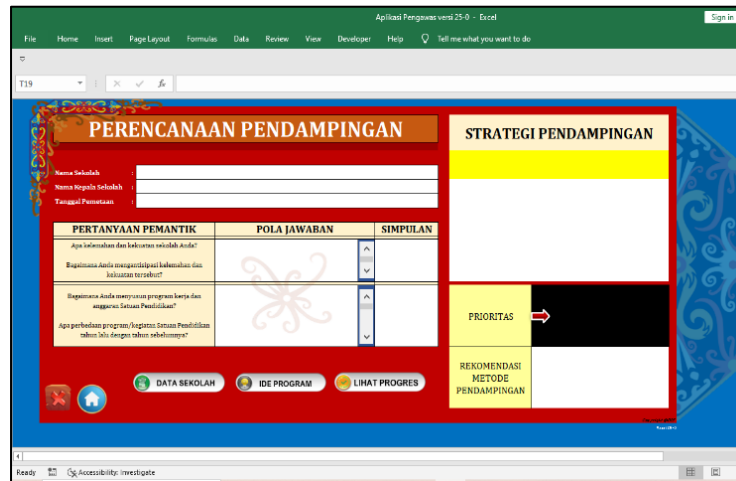 Aplikasi Pengawas versi 25-0 - Excel
Sign in
File Home Insert Page Layout Formulas Data Review View Developer Help Tell me what you want to do
T19
fx
PERENCANAAN PENDAMPINGAN
Nama Sekolah :
Nama Kepala Sekolah :
Tanggal Pemetaan :
PERTANYAAN PEMANTIK POLA JAWABAN SIMPULAN
Apa kelemahan dan kekuatan sekolah Anda?
Bagaimana Anda mengantisipasi kelemahan dan
kekuatan tersebut?
Bagaimana Anda menyusun program kerja dan
anggaran Satuan Pendidikan?
Apa perbedaan program/kegiatan Satuan Pendidikan
tahun lalu dengan tahun sebelumnya?
DATA SEKOLAH
IDE PROGRAM
LIHAT PROGRES
STRATEGI PENDAMPINGAN
PRIORITAS
REKOMENDASI
METODE
PENDAMPINGAN
Ready Accessibility: Investigate